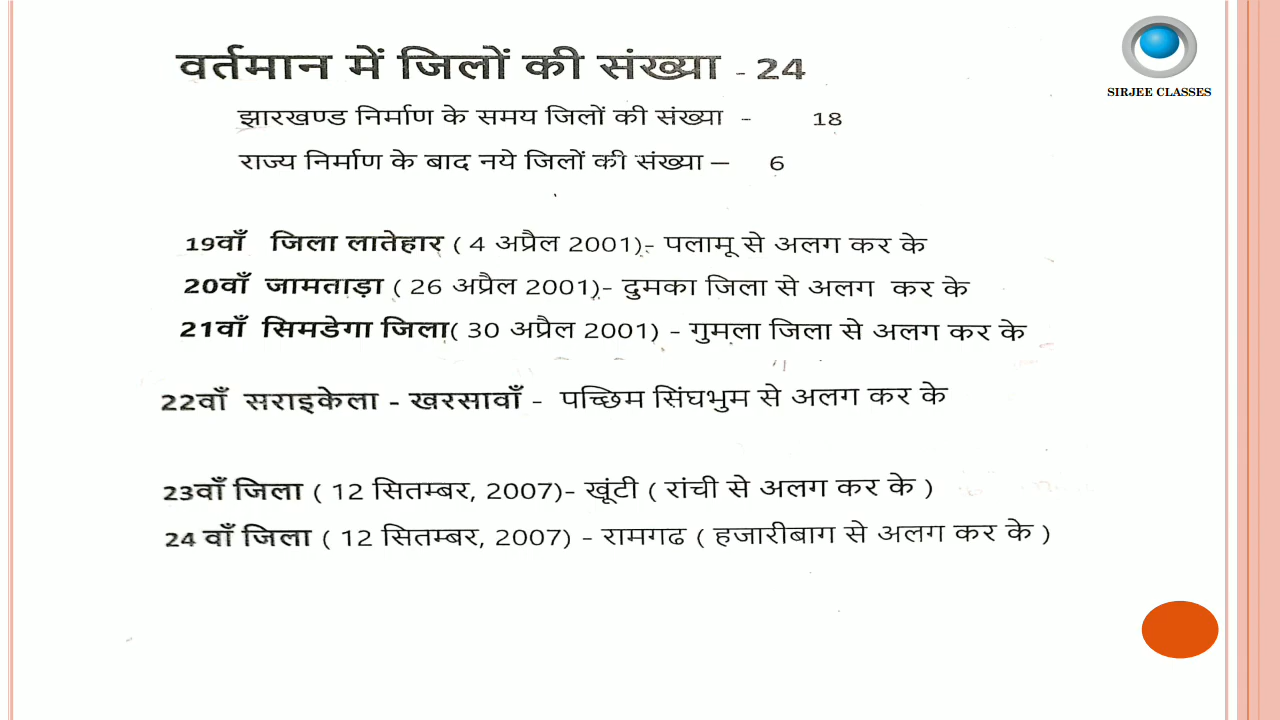 वर्तमान में जिलों की संख्या - 24
SIRJEE CLASSES
झारखण्ड निर्माण के समय जिलों की संख्या - 18
राज्य निर्माण के बाद नये जिलों की संख्या – 6
19वाँ जिला लातेहार ( 4 अप्रैल 2001)- पलामू से अलग कर के
20वाँ जामताड़ा ( 26 अप्रैल 2001)- दुमका जिला से अलग कर के
21वाँ सिमडेगा जिला( 30 अप्रैल 2001) - गुमला जिला से अलग कर के
22वाँ सराइकेला - खरसावाँ - पच्छिम सिंघभुम से अलग कर के
23वाँ जिला ( 12 सितम्बर, 2007)- खूंटी ( रांची से अलग कर के )
24 वाँ जिला ( 12 सितम्बर, 2007) - रामगढ ( हजारीबाग से अलग कर के )